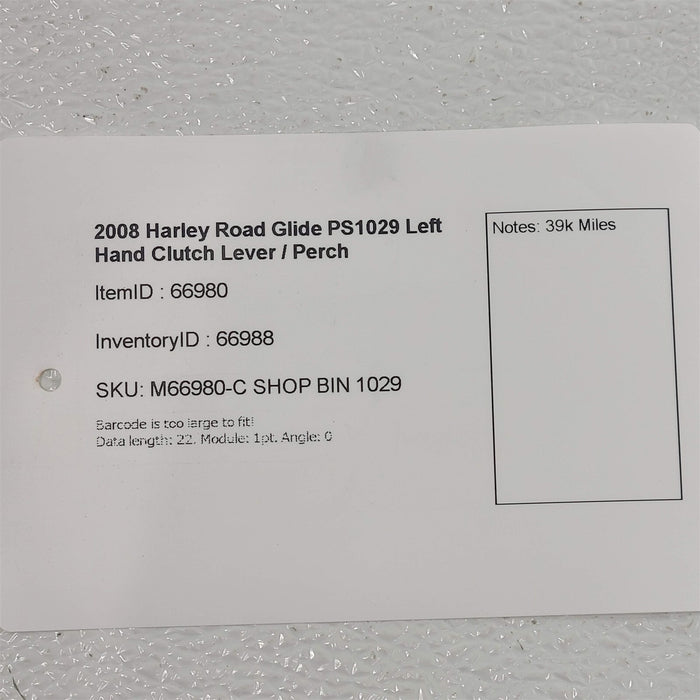 2008 Harley Road Glide PS1029 Left
Hand Clutch Lever / Perch
ItemID : 66980
InventoryID : 66988
SKU: M66980-C SHOP BIN 1029
Barcode is too large to fit!
Data length: 22. Module: 1pt. Angle: 0
Notes: 39k Miles